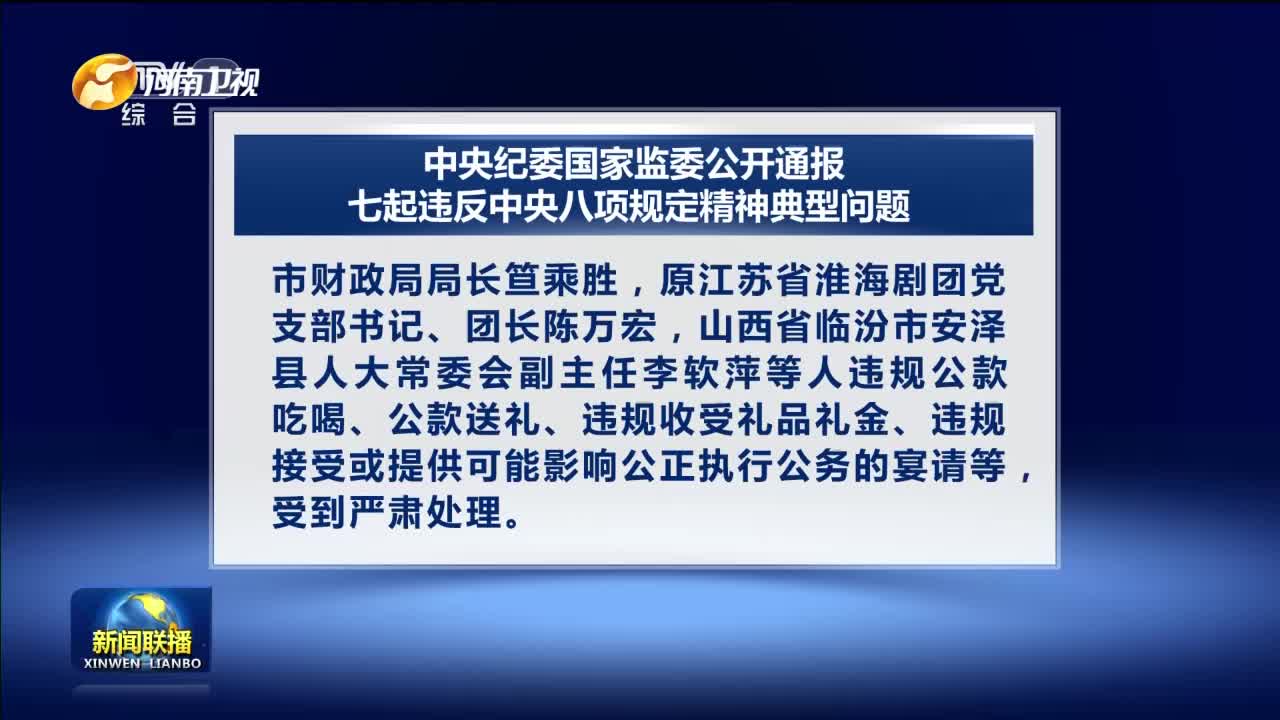 河南卫视
综合
中央纪委国家监委公开通报
七起违反中央八项规定精神典型问题
市财政局局长笪乘胜，原江苏省淮海剧团党
支部书记、团长陈万宏，山西省临汾市安泽
县人大常委会副主任李软萍等人违规公款
吃喝、公款送礼、违规收受礼品礼金、违规
接受或提供可能影响公正执行公务的宴请等，
受到严肃处理。
新闻联播
XINWEN LIANBO